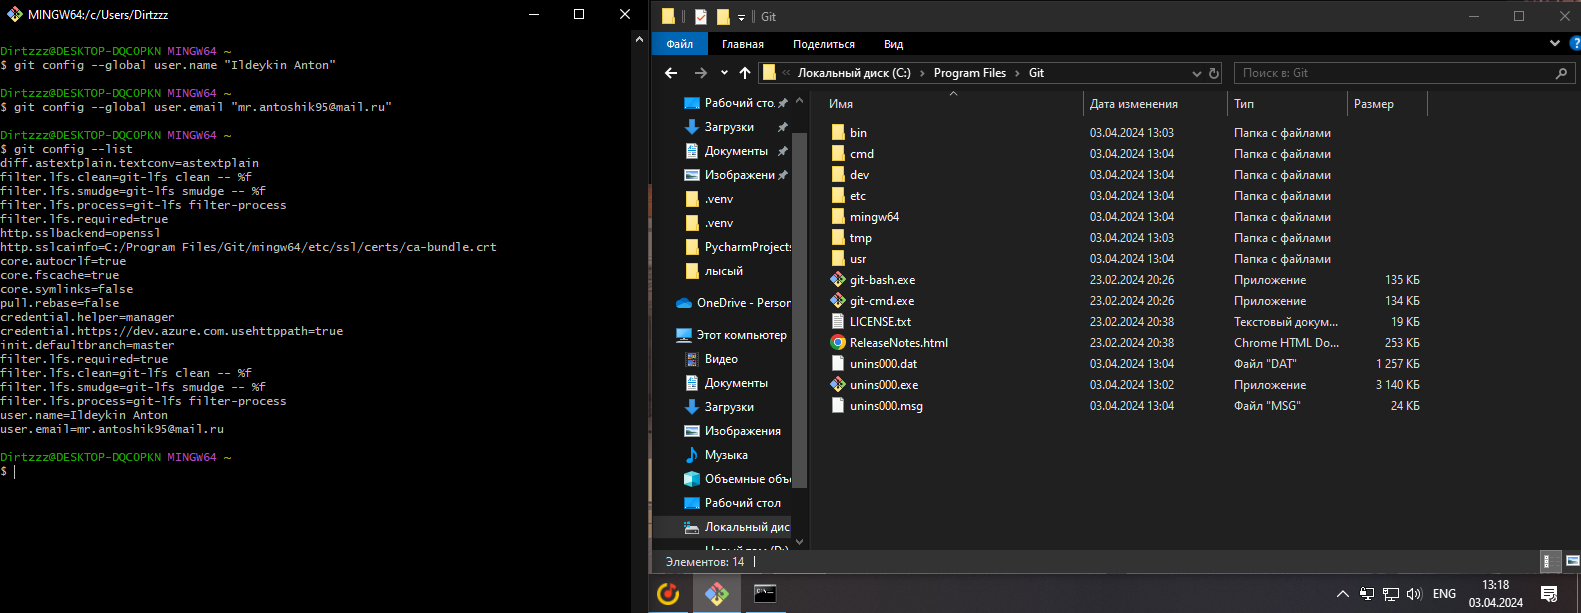 MINGW64:/c/Users/Dirtzzz
Dirtzzz@DESKTOP-DQCOPKN MINGW64 ~
$ git config --global user.name "Ildeykin Anton"
Dirtzzz@DESKTOP-DQCOPKN MINGW64 ~
$ git config --global user.email "mr.antoshik95@mail.ru"
Dirtzzz@DESKTOP-DQCOPKN MINGW64 ~
$ git config --list
diff.astextplain.textconv=astextplain
filter.lfs.clean=git-lfs clean -- %f
filter.lfs.smudge=git-lfs smudge -- %f
filter.lfs.process=git-lfs filter-process
filter.lfs.required=true
http.sslbackend=openssl
http.sslcainfo=C:/Program Files/Git/mingw64/etc/ssl/certs/ca-bundle.crt
core.autocrlf=true
core.fscache=true
core.symlinks=false
pull.rebase=false
credential.helper=manager
credential.https://dev.azure.com.usehttppath=true
init.defaultbranch=master
filter.lfs.required=true
filter.lfs.clean=git-lfs clean -- %f
filter.lfs.smudge=git-lfs smudge -- %f
filter.lfs.process=git-lfs filter-process
user.name=Ildeykin Anton
user.email=mr.antoshik95@mail.ru
Dirtzzz@DESKTOP-DQCOPKN MINGW64 ~
$
Git
Файл Главная Поделиться Вид
Локальный диск (C:) › Program Files › Git
Поиск в: Git
Рабочий сто
Загрузки
Документы
Изображени
.venv
.venv
PycharmProjects
лысый
OneDrive - Person
Этот компьютер
Видео
Документы
Загрузки
Изображения
Музыка
Объемные объ
Рабочий стол
Локальный дис
Имя Дата изменения Тип Размер
bin 03.04.2024 13:03 Папка с файлами
cmd 03.04.2024 13:04 Папка с файлами
dev 03.04.2024 13:04 Папка с файлами
etc 03.04.2024 13:04 Папка с файлами
mingw64 03.04.2024 13:04 Папка с файлами
tmp 03.04.2024 13:03 Папка с файлами
usr 03.04.2024 13:04 Папка с файлами
git-bash.exe 23.02.2024 20:26 Приложение 135 КБ
git-cmd.exe 23.02.2024 20:26 Приложение 134 КБ
LICENSE.txt 23.02.2024 20:38 Текстовый докум... 19 КБ
ReleaseNotes.html 23.02.2024 20:38 Chrome HTML Do... 253 КБ
unins000.dat 03.04.2024 13:04 Файл "DAT" 1 257 КБ
unins000.exe 03.04.2024 13:02 Приложение 3 140 КБ
unins000.msg 03.04.2024 13:04 Файл "MSG" 24 КБ
Элементов: 14
ENG
13:18
03.04.2024